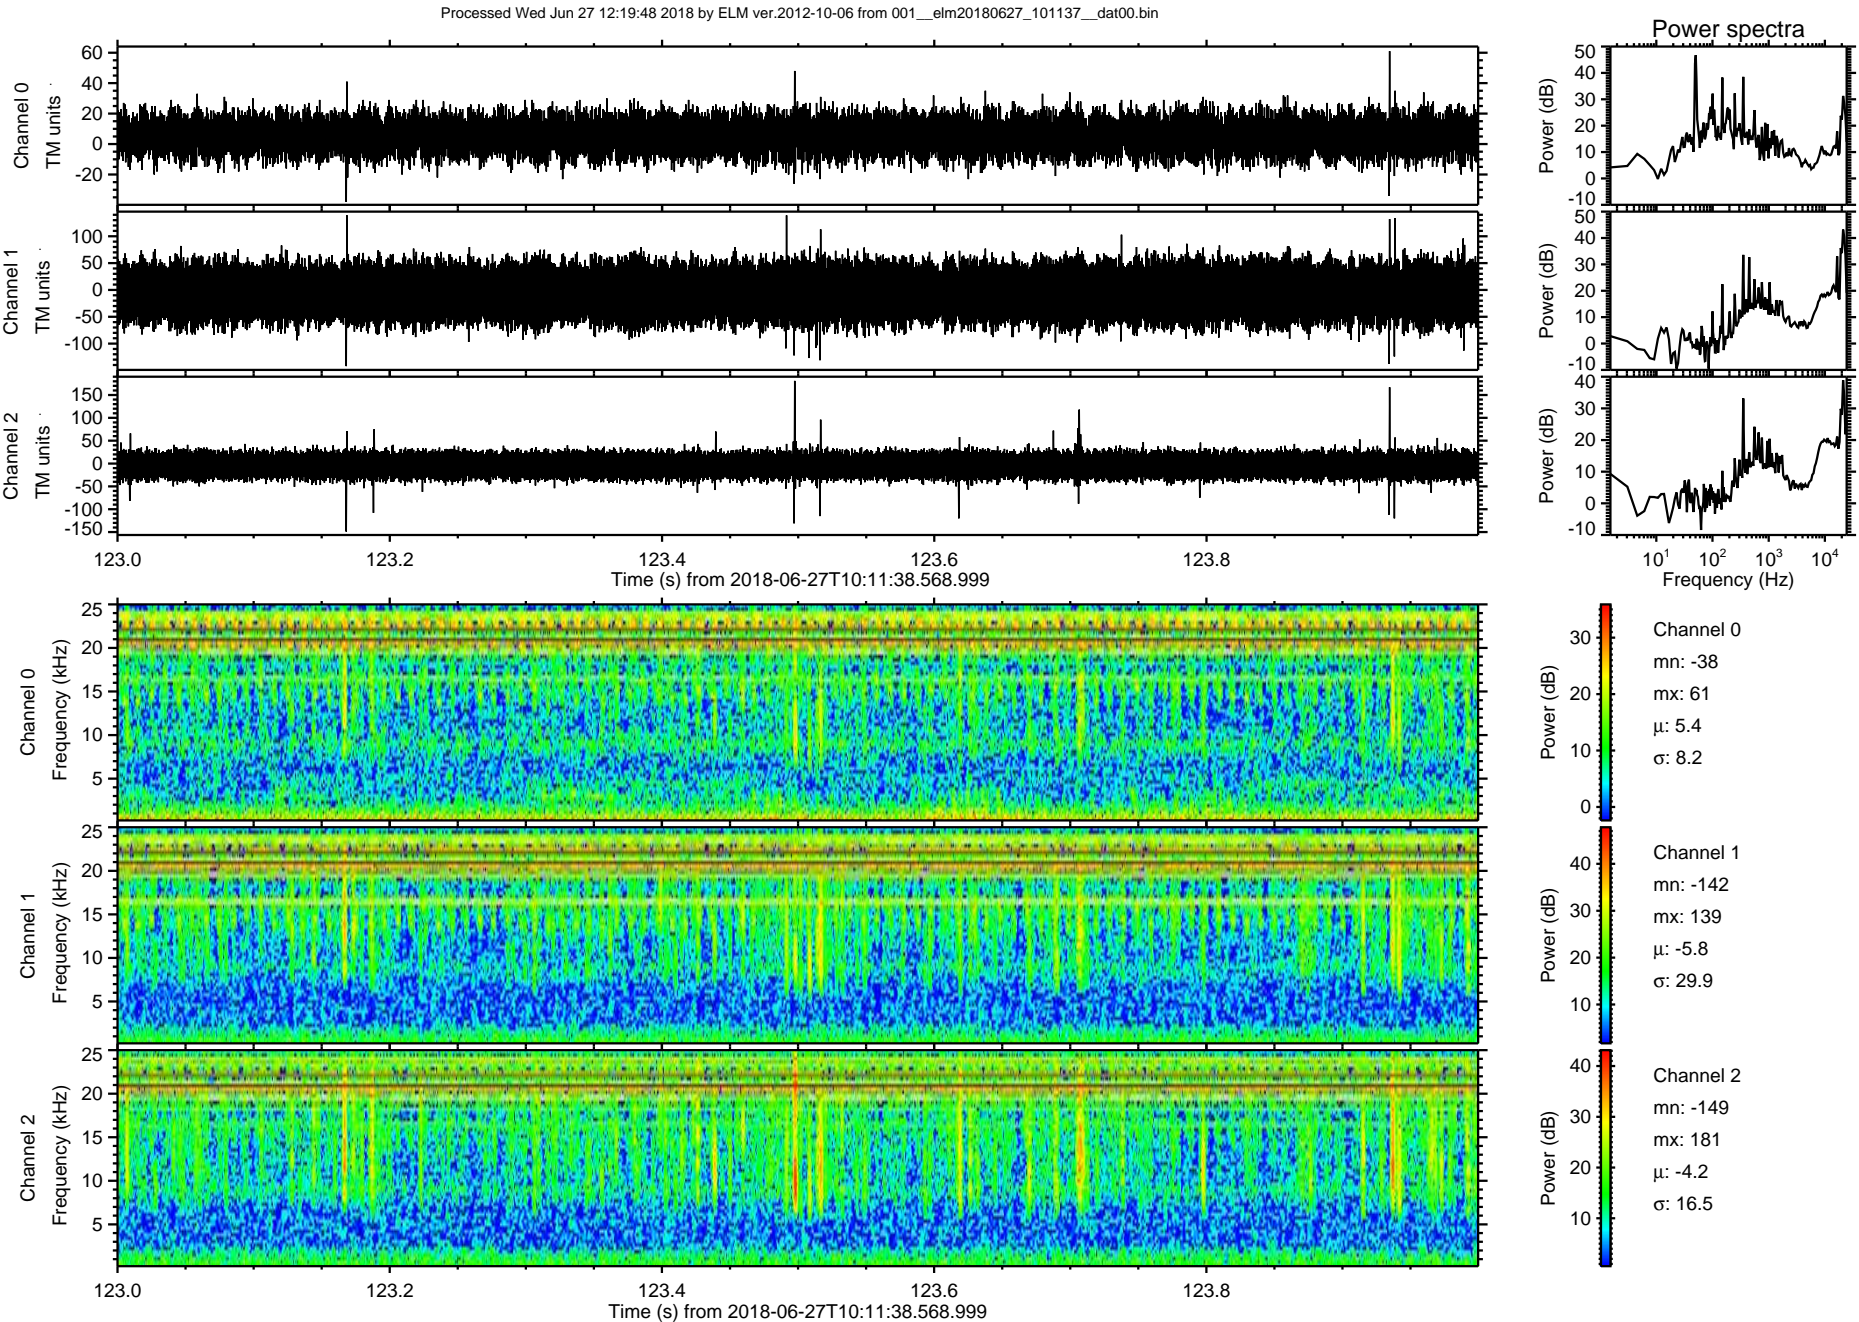 Processed Wed Jun 27 12:19:48 2018 by ELM ver.2012-10-06 from 001__elm20180627_101137__dat00.bin
Power spectra
Channel 0
TM units
60
40
20
0
-20
Power (dB)
50
40
30
20
10
0
-10
Channel 1
TM units
100
50
0
-50
-100
Power (dB)
50
40
30
20
10
0
-10
Channel 2
TM units
150
100
50
0
-50
-100
-150
Power (dB)
40
30
20
10
0
-10
123.0 123.2 123.4 123.6 123.8
Time (s) from 2018-06-27T10:11:38.568.999
10^1 10^2 10^3 10^4
Frequency (Hz)
Channel 0
Frequency (kHz)
25
20
15
10
5
Power (dB)
30
20
10
0
Channel 0
mn: -38
mx: 61
μ: 5.4
σ: 8.2
Channel 1
Frequency (kHz)
25
20
15
10
5
Power (dB)
40
30
20
10
Channel 1
mn: -142
mx: 139
μ: -5.8
σ: 29.9
Channel 2
Frequency (kHz)
25
20
15
10
5
Power (dB)
40
30
20
10
Channel 2
mn: -149
mx: 181
μ: -4.2
σ: 16.5
123.0 123.2 123.4 123.6 123.8
Time (s) from 2018-06-27T10:11:38.568.999